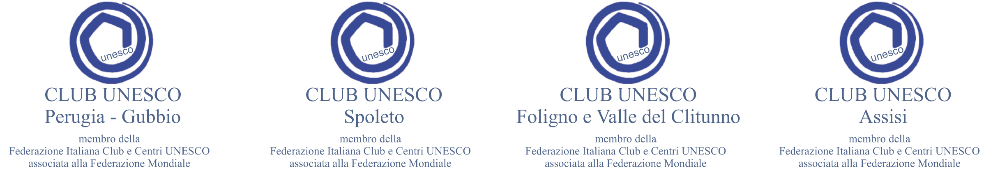 unesco
CLUB UNESCO
Perugia - Gubbio
membro della
Federazione Italiana Club e Centri UNESCO
associata alla Federazione Mondiale
unesco
CLUB UNESCO
Spoleto
membro della
Federazione Italiana Club e Centri UNESCO
associata alla Federazione Mondiale
unesco
CLUB UNESCO
Foligno e Valle del Clitunno
membro della
Federazione Italiana Club e Centri UNESCO
associata alla Federazione Mondiale
unesco
CLUB UNESCO
Assisi
membro della
Federazione Italiana Club e Centri UNESCO
associata alla Federazione Mondiale